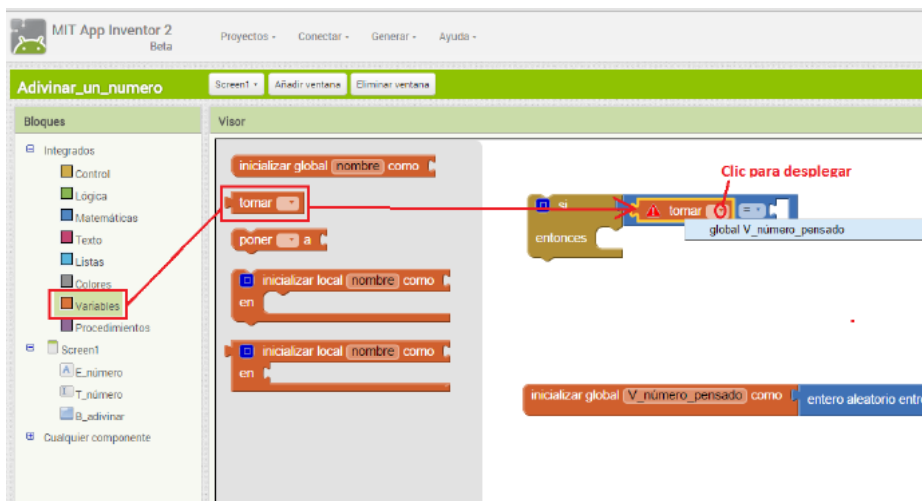 MIT App Inventor 2
Beta
Proyectos
Conectar
Generar
Ayuda
Adivinar_un_numero
Screen1
Añadir ventana
Eliminar ventana
Bloques
Visor
Integrados
Control
Lógica
Matemáticas
Texto
Listas
Colores
Variables
Procedimientos
Screen1
A E_número
T_número
B_adivinar
Cualquier componente
inicializar global nombre como
tomar
poner a
inicializar local nombre como
en
inicializar local nombre como
en
Clic para desplegar
si
tomar =
global V_número_pensado
entonces
inicializar global V_número_pensado como entero aleatorio entre